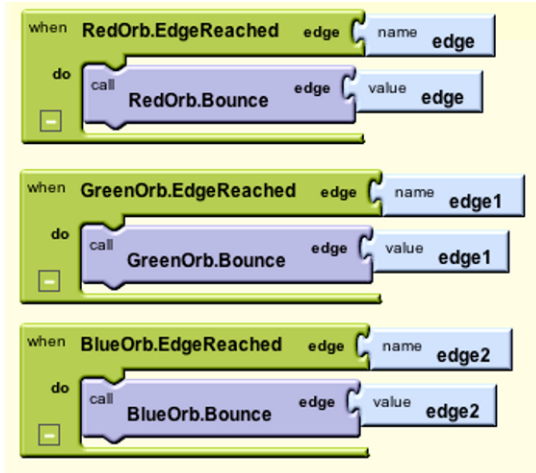 when RedOrb.EdgeReached edge name edge
do call RedOrb.Bounce edge value edge
when GreenOrb.EdgeReached edge name edge1
do call GreenOrb.Bounce edge value edge1
when BlueOrb.EdgeReached edge name edge2
do call BlueOrb.Bounce edge value edge2